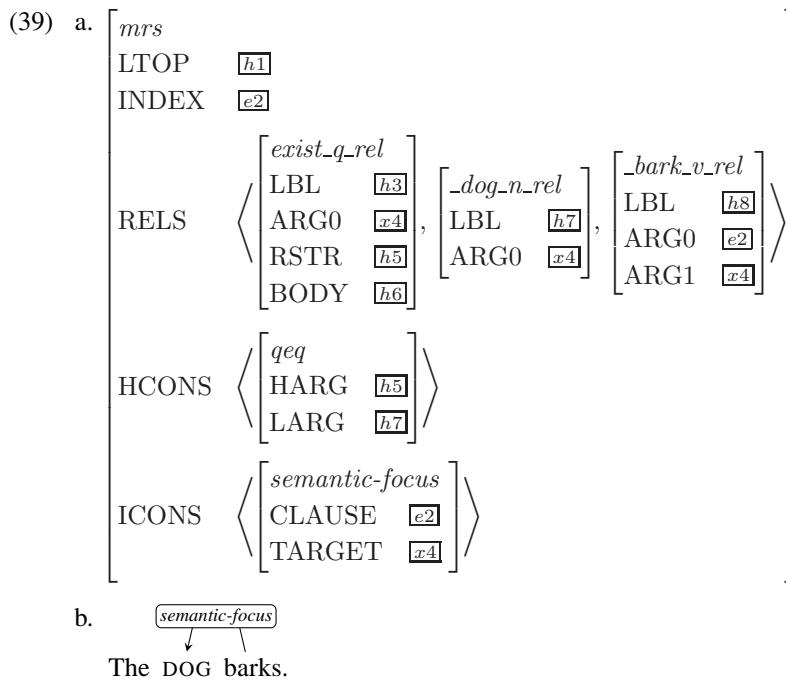 (39) a. mrs
LTOP h1
INDEX e2
RELS ⟨ [exist_q_rel LBL h3 ARG0 x4 RSTR h5 BODY h6], [_dog_n_rel LBL h7 ARG0 x4], [_bark_v_rel LBL h8 ARG0 e2 ARG1 x4] ⟩
HCONS ⟨ [qeq HARG h5 LARG h7] ⟩
ICONS ⟨ [semantic-focus CLAUSE e2 TARGET x4] ⟩
b. semantic-focus
The DOG barks.